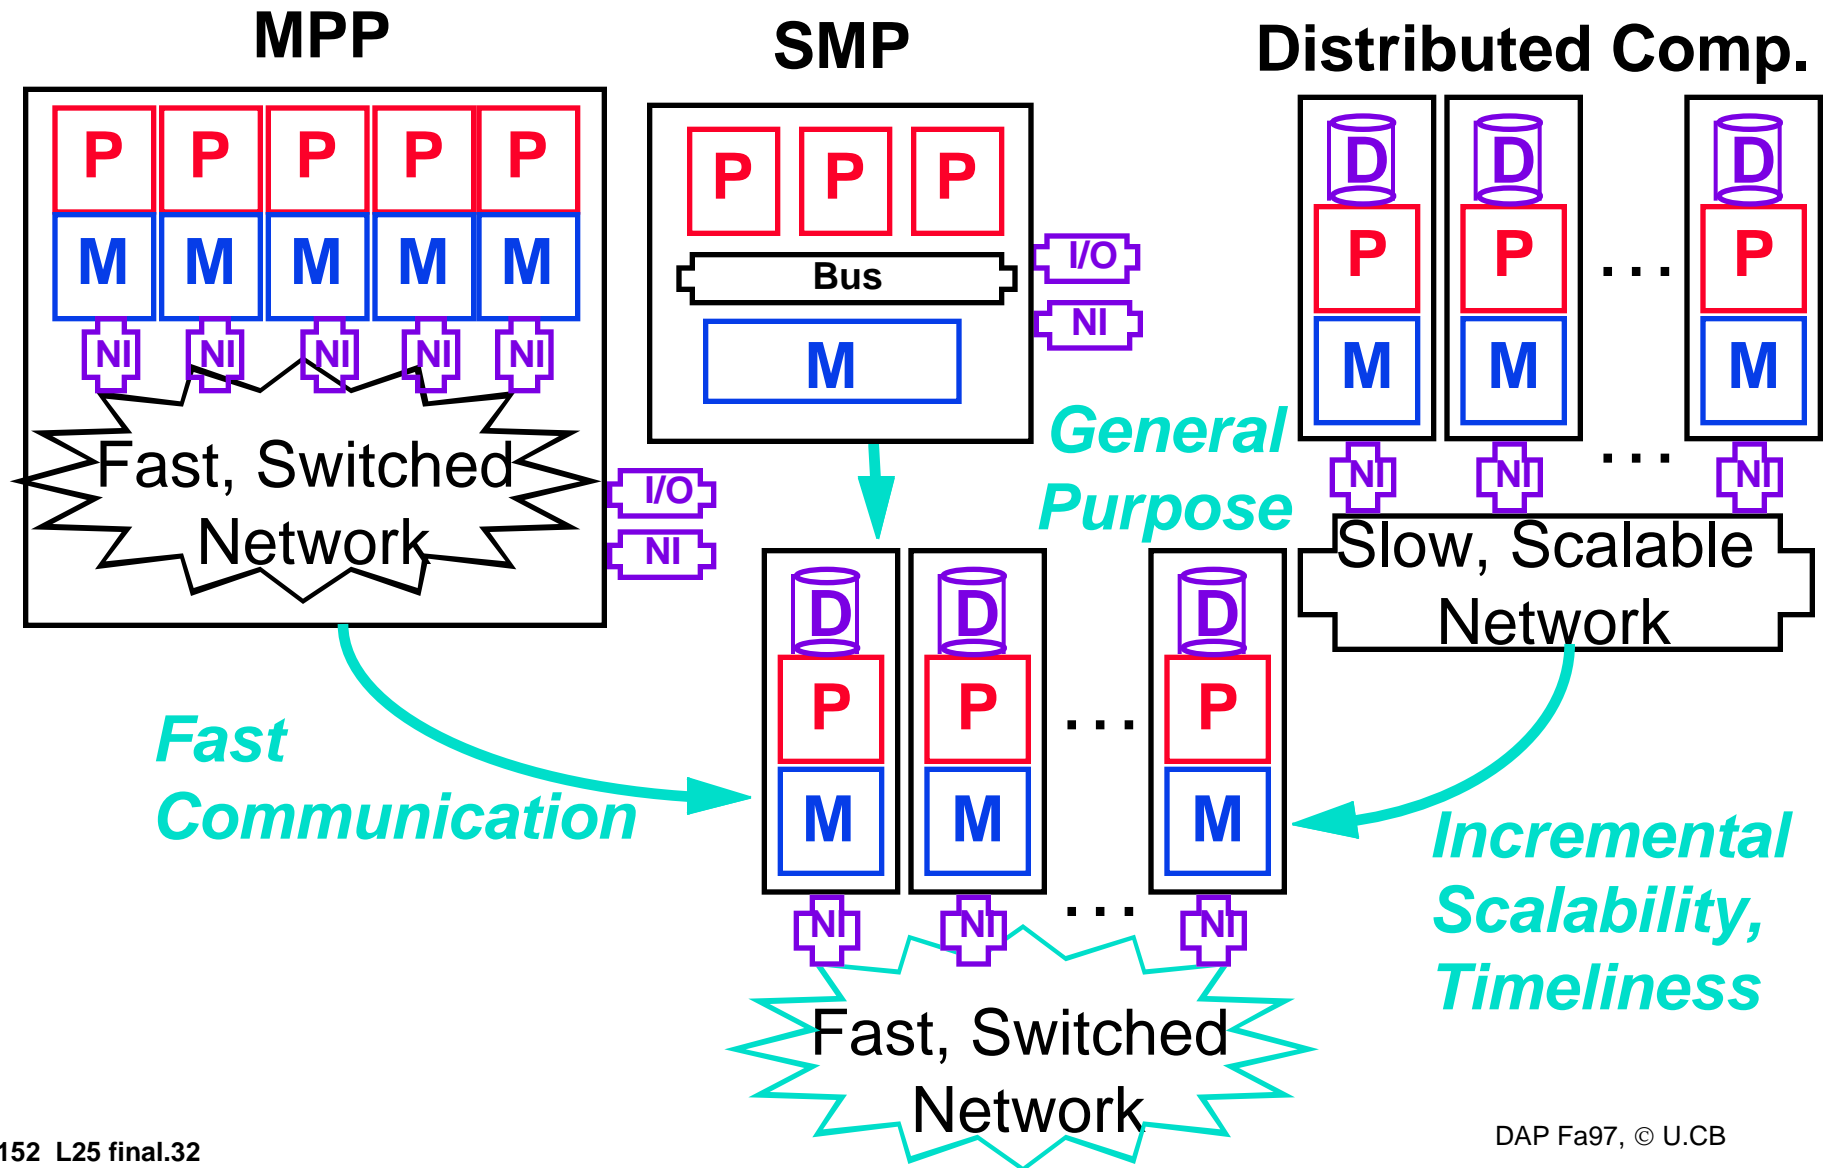 MPP
SMP
Distributed Comp.
P P P P P
M M M M M
NI NI NI NI NI
Fast, Switched
Network
I/O
NI
P P P
Bus
M
I/O
NI
D D D
P P ... P
M M M
NI NI ... NI
Slow, Scalable
Network
General
Purpose
Fast
Communication
Incremental
Scalability,
Timeliness
D D D
P P ... P
M M M
NI NI ... NI
Fast, Switched
Network
152 L25 final.32
DAP Fa97, © U.CB